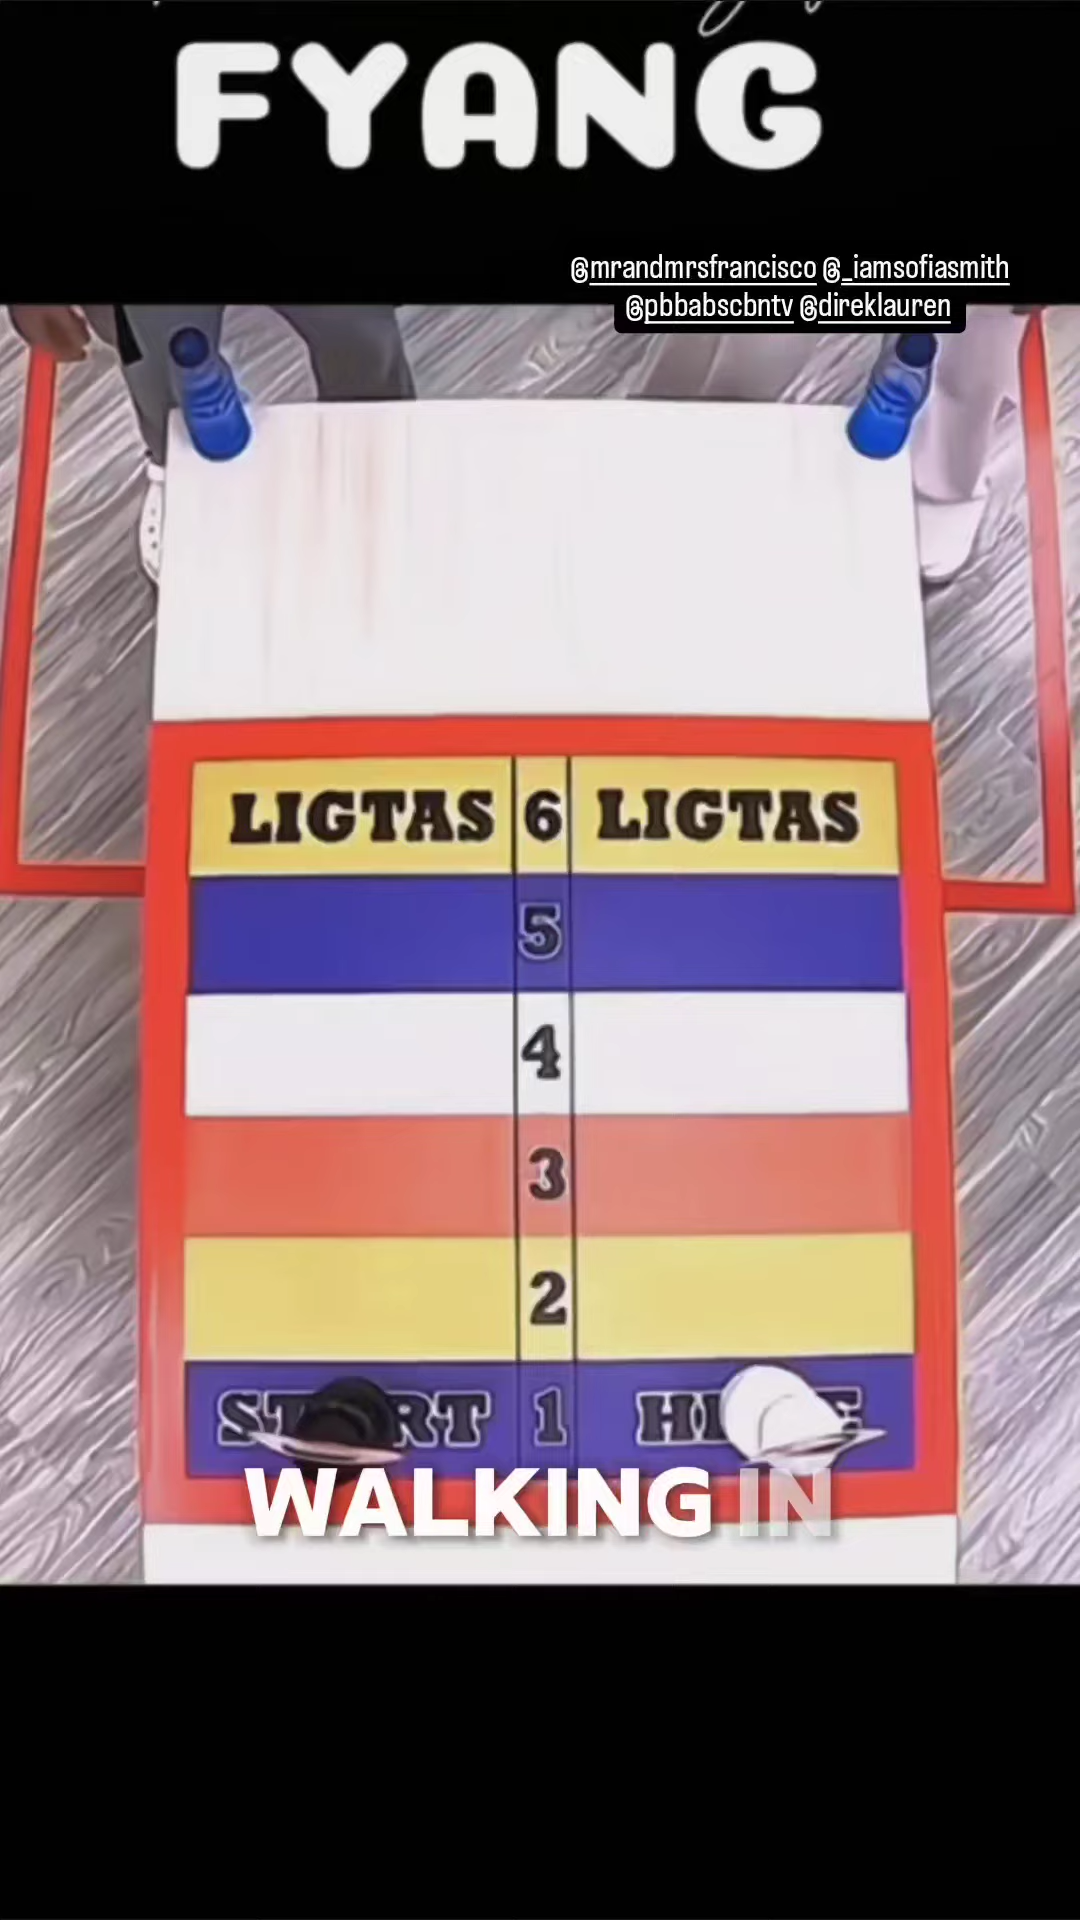 FYANG
@mrandmrsfrancisco @_iamsofiasmith
@pbbabscbntv @direklauren
LIGTAS 6 LIGTAS
5
4
3
2
1
WALKING IN